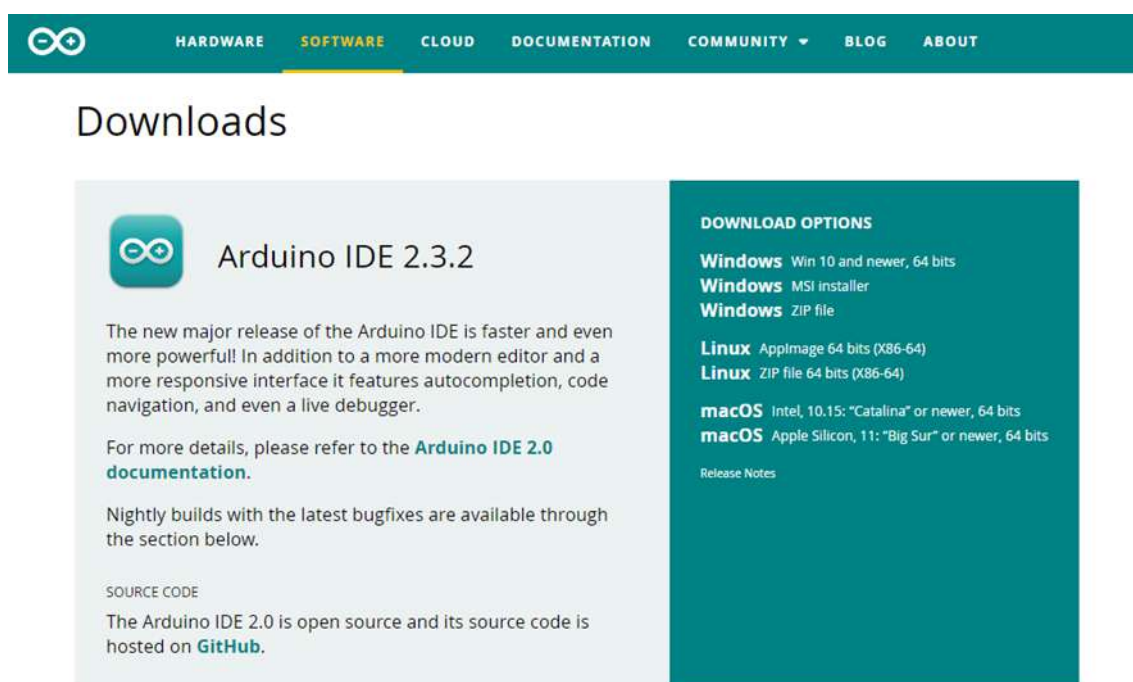 HARDWARE SOFTWARE CLOUD DOCUMENTATION COMMUNITY BLOG ABOUT
Downloads
Arduino IDE 2.3.2
The new major release of the Arduino IDE is faster and even
more powerful! In addition to a more modern editor and a
more responsive interface it features autocompletion, code
navigation, and even a live debugger.
For more details, please refer to the Arduino IDE 2.0
documentation.
Nightly builds with the latest bugfixes are available through
the section below.
SOURCE CODE
The Arduino IDE 2.0 is open source and its source code is
hosted on GitHub.
DOWNLOAD OPTIONS
Windows Win 10 and newer, 64 bits
Windows MSI installer
Windows ZIP file
Linux AppImage 64 bits (X86-64)
Linux ZIP file 64 bits (X86-64)
macOS Intel, 10.15: “Catalina” or newer, 64 bits
macOS Apple Silicon, 11: “Big Sur” or newer, 64 bits
Release Notes